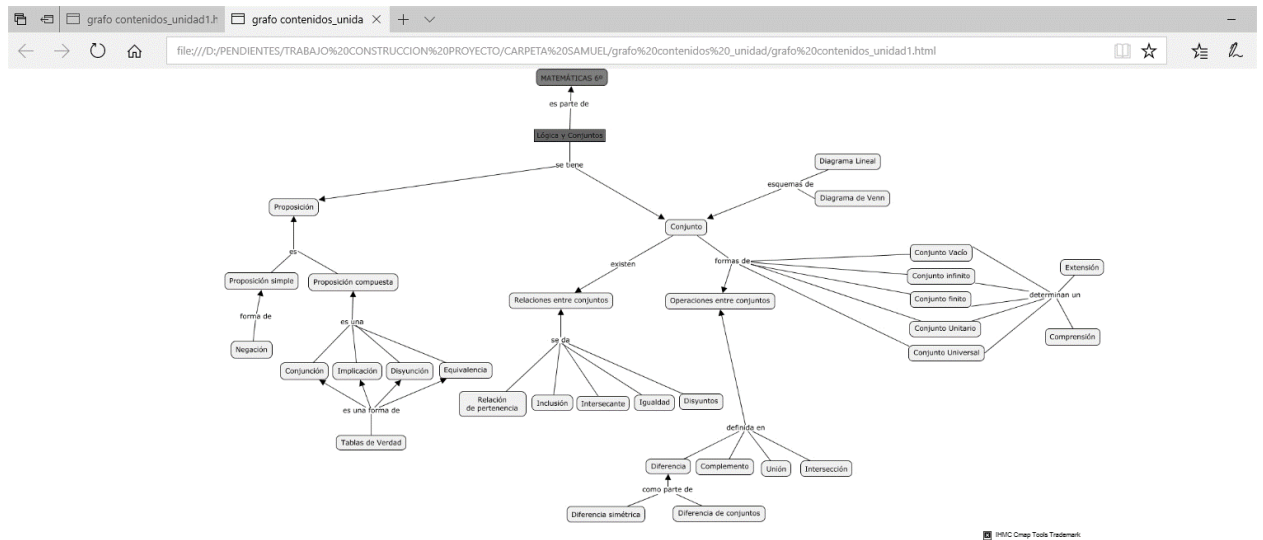 grafo contenidos_unidad1.h
grafo contenidos_unida
file:///D:/PENDIENTES/TRABAJO%20CONSTRUCCION%20PROYECTO/CARPETA%20SAMUEL/grafo%20contenidos%20_unidad/grafo%20contenidos_unidad1.html
MATEMÁTICAS 6º
es parte de
Lógica y Conjuntos
se tiene
Diagrama Lineal
esquemas de
Diagrama de Venn
Proposición
Conjunto
es
existen
formas de
Conjunto Vacío
Extensión
Proposición simple
Proposición compuesta
Conjunto infinito
Relaciones entre conjuntos
Operaciones entre conjuntos
Conjunto finito
determinan un
forma de
es una
Conjunto Unitario
Comprensión
Negación
se da
Conjunto Universal
Conjunción
Implicación
Disyunción
Equivalencia
Relación
de pertenencia
Inclusión
Intersecante
Igualdad
Disyuntos
es una forma de
definida en
Tablas de Verdad
Diferencia
Complemento
Unión
Intersección
como parte de
Diferencia simétrica
Diferencia de conjuntos
IHMC Cmap Tools Trademark